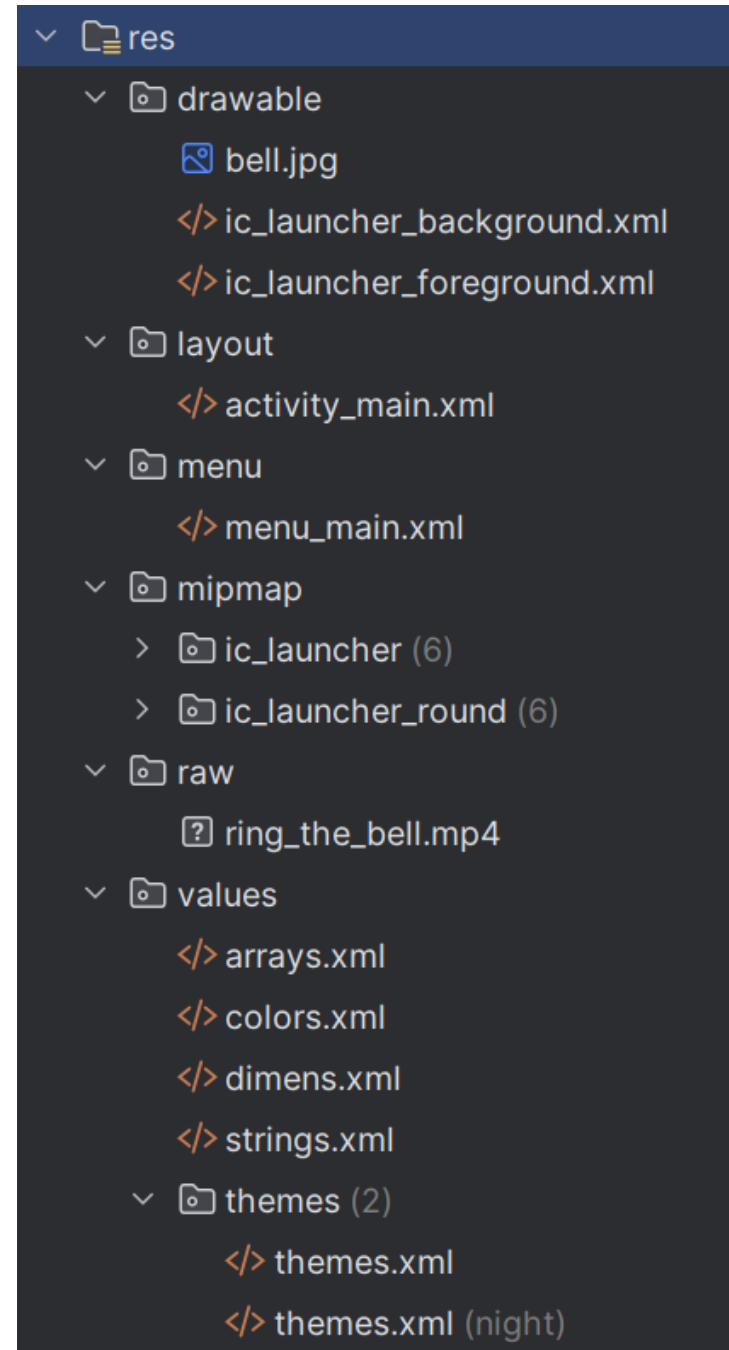 res
drawable
bell.jpg
</> ic_launcher_background.xml
</> ic_launcher_foreground.xml
layout
</> activity_main.xml
menu
</> menu_main.xml
mipmap
ic_launcher (6)
ic_launcher_round (6)
raw
? ring_the_bell.mp4
values
</> arrays.xml
</> colors.xml
</> dimens.xml
</> strings.xml
themes (2)
</> themes.xml
</> themes.xml (night)